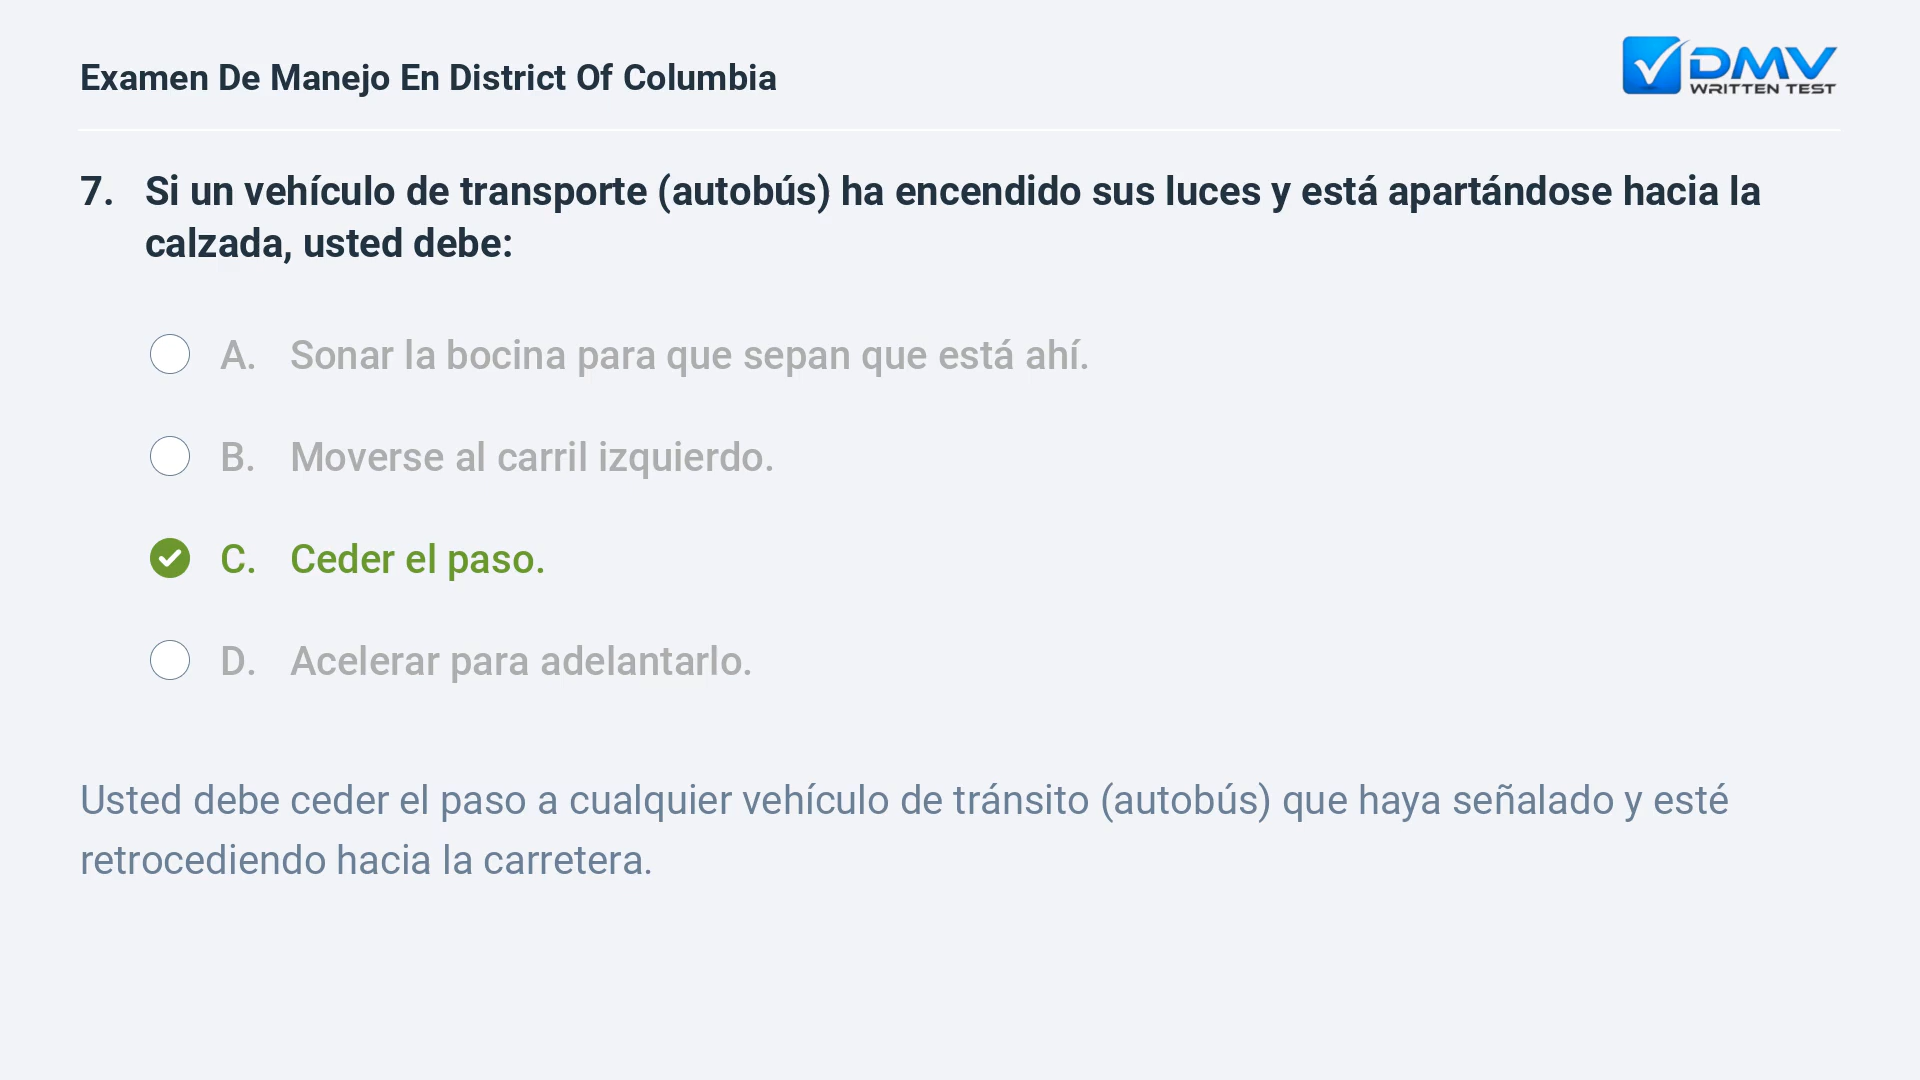 Examen De Manejo En District Of Columbia
DMV
WRITTEN TEST
7. Si un vehículo de transporte (autobús) ha encendido sus luces y está apartándose hacia la
calzada, usted debe:
A. Sonar la bocina para que sepan que está ahí.
B. Moverse al carril izquierdo.
C. Ceder el paso.
D. Acelerar para adelantarlo.
Usted debe ceder el paso a cualquier vehículo de tránsito (autobús) que haya señalado y esté
retrocediendo hacia la carretera.